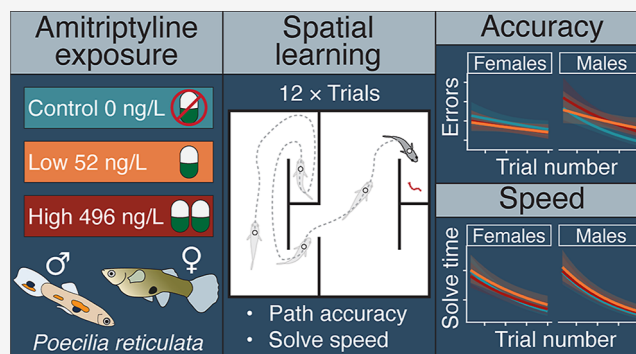 Amitriptyline
exposure
Control 0 ng/L
Low 52 ng/L
High 496 ng/L
♂
♀
Poecilia reticulata
Spatial
learning
12 × Trials
• Path accuracy
• Solve speed
Accuracy
Females Males
Errors
Trial number
Speed
Females Males
Solve time
Trial number